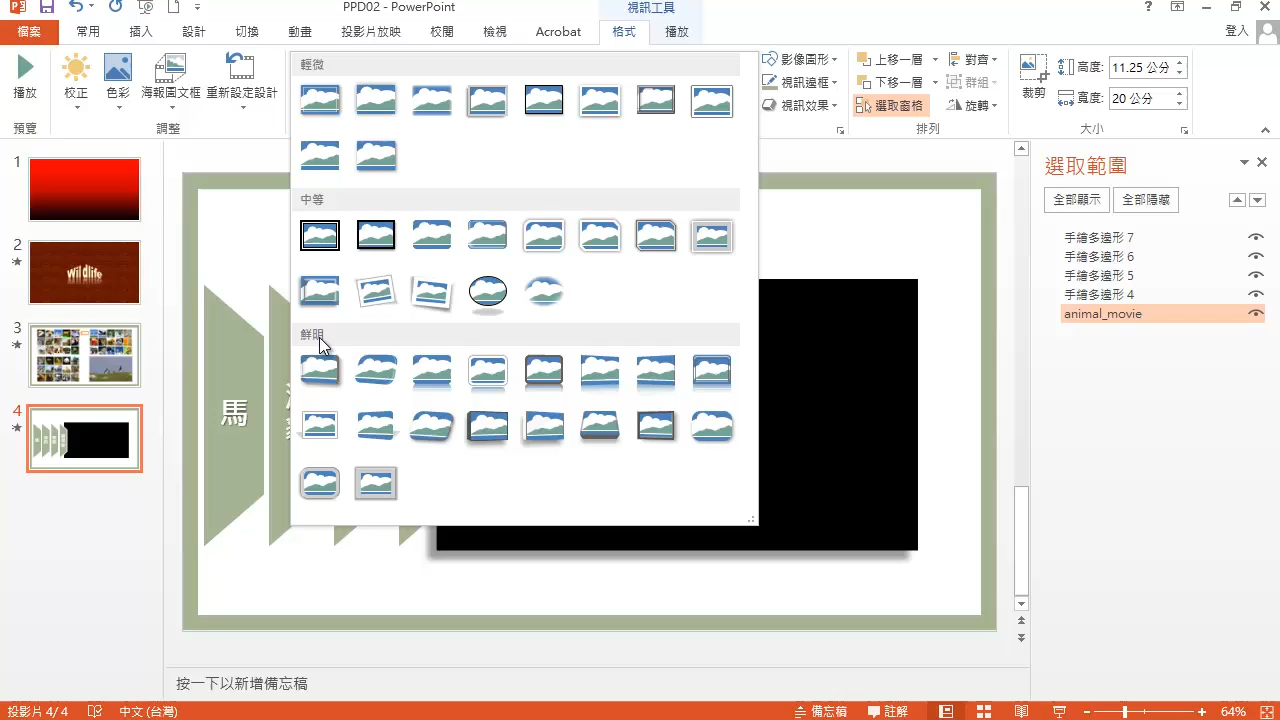 PPD02 - PowerPoint
視訊工具
?
登入
檔案
常用
插入
設計
切換
動畫
投影片放映
校閱
檢視
Acrobat
格式
播放
播放
校正
色彩
海報圖文框
重新設定設計
影像圖形
視訊邊框
視訊效果
上移一層
下移一層
選取窗格
對齊
群組
旋轉
裁剪
高度:
11.25 公分
寬度:
20 公分
預覽
調整
排列
大小
輕微
中等
鮮明
1
2
Wildlife
3
4
馬
選取範圍
全部顯示
全部隱藏
手繪多邊形 7
手繪多邊形 6
手繪多邊形 5
手繪多邊形 4
animal_movie
按一下以新增備忘稿
投影片 4/4
中文 (台灣)
備忘稿
註解
64%